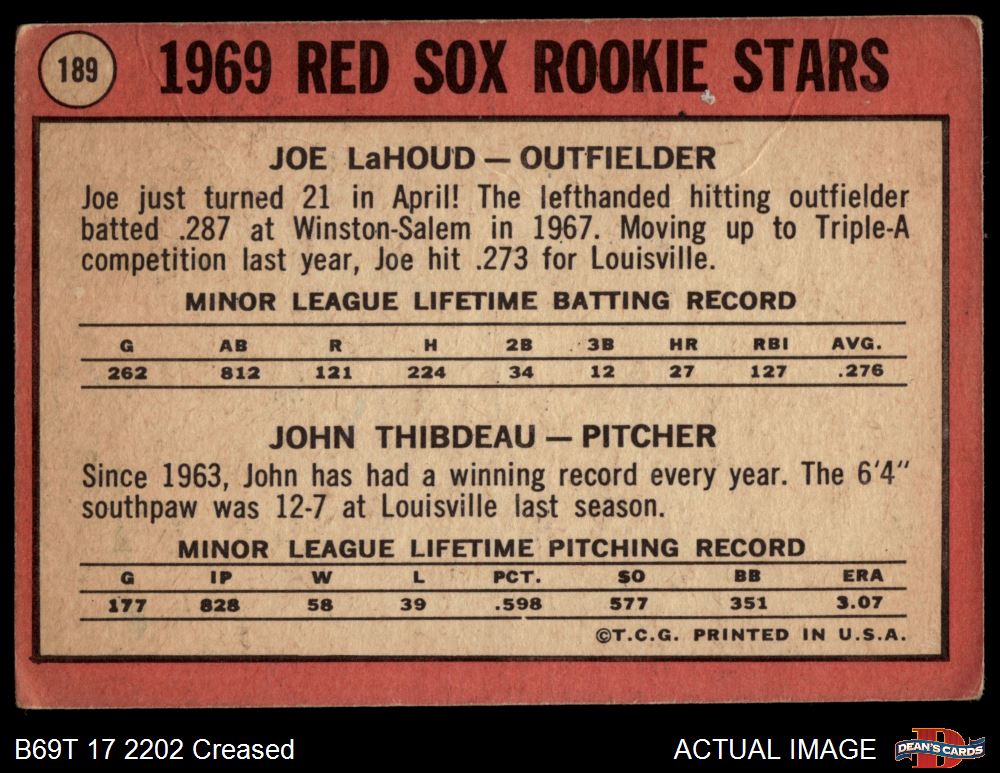 189
1969 RED SOX ROOKIE STARS
JOE LaHOUD — OUTFIELDER
Joe just turned 21 in April! The lefthanded hitting outfielder
batted .287 at Winston-Salem in 1967. Moving up to Triple-A
competition last year, Joe hit .273 for Louisville.
MINOR LEAGUE LIFETIME BATTING RECORD
G AB R H 2B 3B HR RBI AVG.
262 812 121 224 34 12 27 127 .276
JOHN THIBDEAU — PITCHER
Since 1963, John has had a winning record every year. The 6'4"
southpaw was 12-7 at Louisville last season.
MINOR LEAGUE LIFETIME PITCHING RECORD
G IP W L PCT. SO BB ERA
177 828 58 39 .598 577 351 3.07
©T.C.G. PRINTED IN U.S.A.
B69T 17 2202 Creased
ACTUAL IMAGE
DEAN'S CARDS